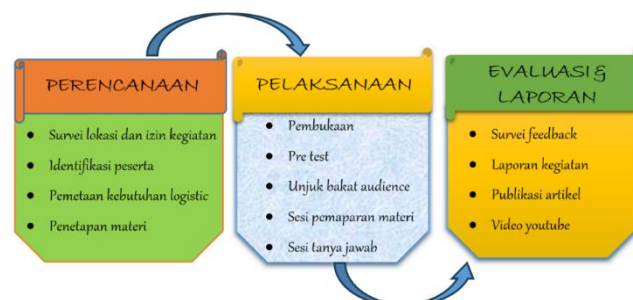 PERENCANAAN
• Survei lokasi dan izin kegiatan
• Identifikasi peserta
• Pemetaan kebutuhan logistic
• Penetapan materi
PELAKSANAAN
• Pembukaan
• Pre test
• Unjuk bakat audience
• Sesi pemaparan materi
• Sesi tanya jawab
EVALUASI &
LAPORAN
• Survei feedback
• Laporan kegiatan
• Publikasi artikel
• Video youtube